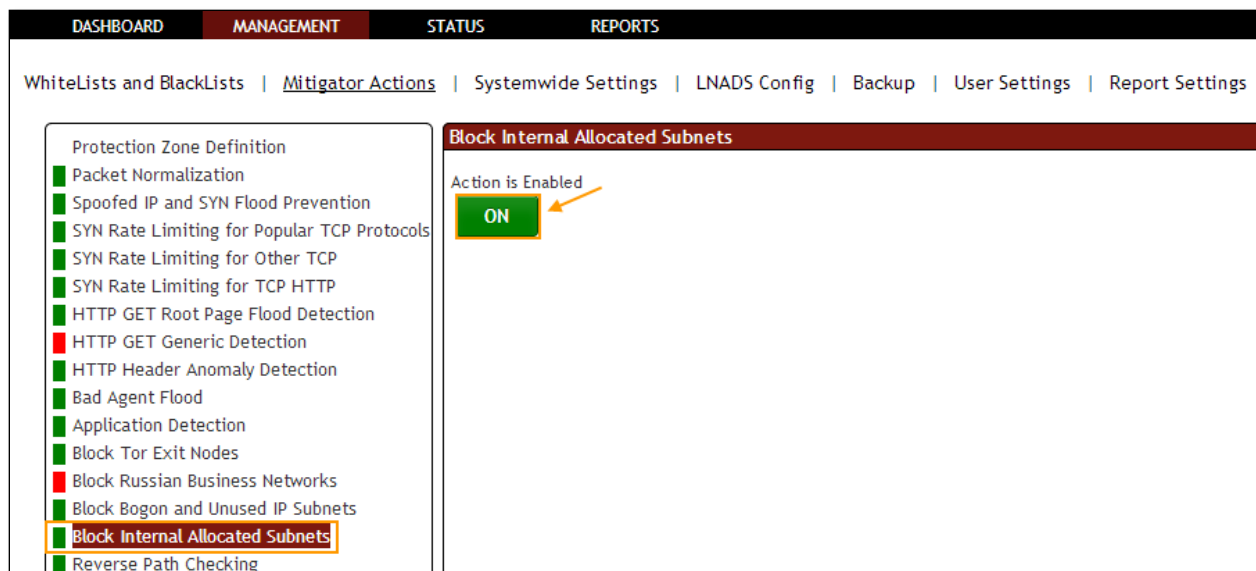 DASHBOARD MANAGEMENT STATUS REPORTS
WhiteLists and BlackLists | Mitigator Actions | Systemwide Settings | LNADS Config | Backup | User Settings | Report Settings
Protection Zone Definition
Packet Normalization
Spoofed IP and SYN Flood Prevention
SYN Rate Limiting for Popular TCP Protocols
SYN Rate Limiting for Other TCP
SYN Rate Limiting for TCP HTTP
HTTP GET Root Page Flood Detection
HTTP GET Generic Detection
HTTP Header Anomaly Detection
Bad Agent Flood
Application Detection
Block Tor Exit Nodes
Block Russian Business Networks
Block Bogon and Unused IP Subnets
Block Internal Allocated Subnets
Reverse Path Checking
Block Internal Allocated Subnets
Action is Enabled
ON